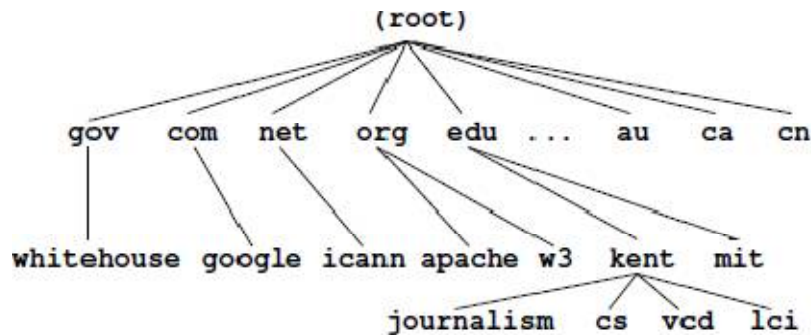 (root)
gov com net org edu ... au ca cn
whitehouse google icann apache w3 kent mit
journalism cs vcd lci